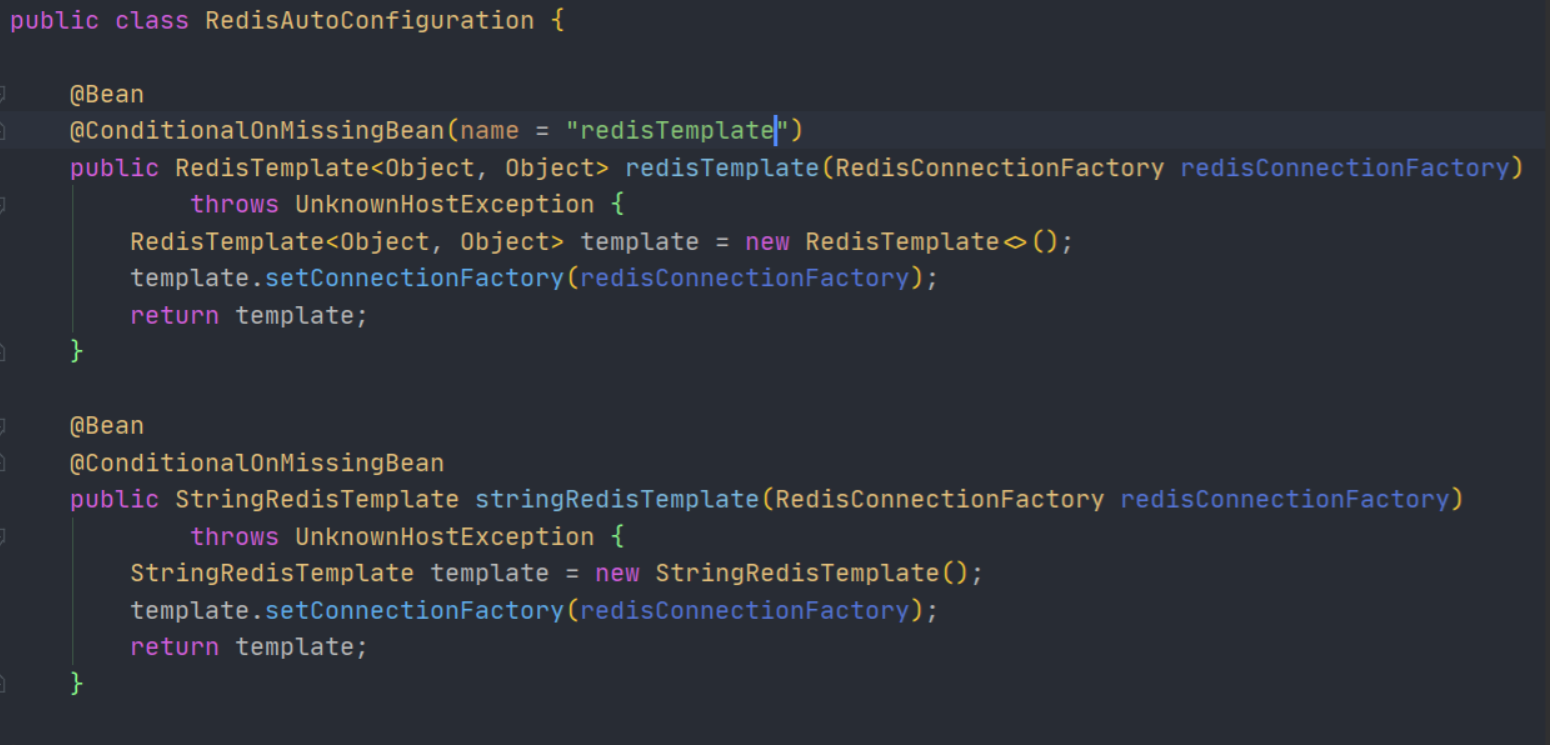 public class RedisAutoConfiguration {
@Bean
@ConditionalOnMissingBean(name = "redisTemplate")
public RedisTemplate<Object, Object> redisTemplate(RedisConnectionFactory redisConnectionFactory)
throws UnknownHostException {
RedisTemplate<Object, Object> template = new RedisTemplate<>();
template.setConnectionFactory(redisConnectionFactory);
return template;
}
@Bean
@ConditionalOnMissingBean
public StringRedisTemplate stringRedisTemplate(RedisConnectionFactory redisConnectionFactory)
throws UnknownHostException {
StringRedisTemplate template = new StringRedisTemplate();
template.setConnectionFactory(redisConnectionFactory);
return template;
}